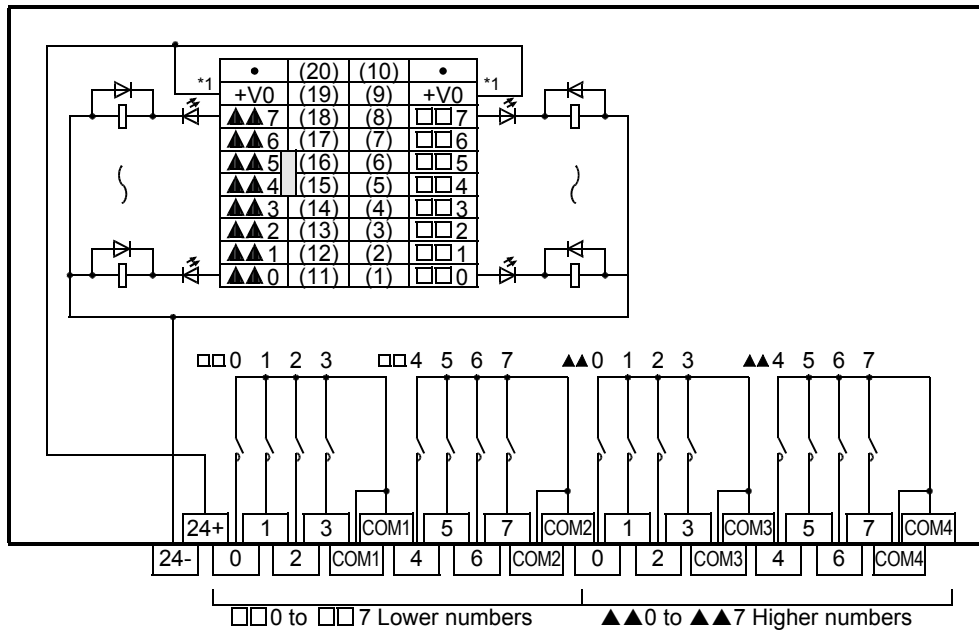 • (20) (10) •
*1 +V0 (19) (9) +V0 *1
▲▲7 (18) (8) □□7
▲▲6 (17) (7) □□6
▲▲5 (16) (6) □□5
▲▲4 (15) (5) □□4
▲▲3 (14) (4) □□3
▲▲2 (13) (3) □□2
▲▲1 (12) (2) □□1
▲▲0 (11) (1) □□0
□□0 1 2 3 □□4 5 6 7 ▲▲0 1 2 3 ▲▲4 5 6 7
24+ 1 3 COM1 5 7 COM2 1 3 COM3 5 7 COM4
24- 0 2 COM1 4 6 COM2 0 2 COM3 4 6 COM4
□□0 to □□7 Lower numbers ▲▲0 to ▲▲7 Higher numbers